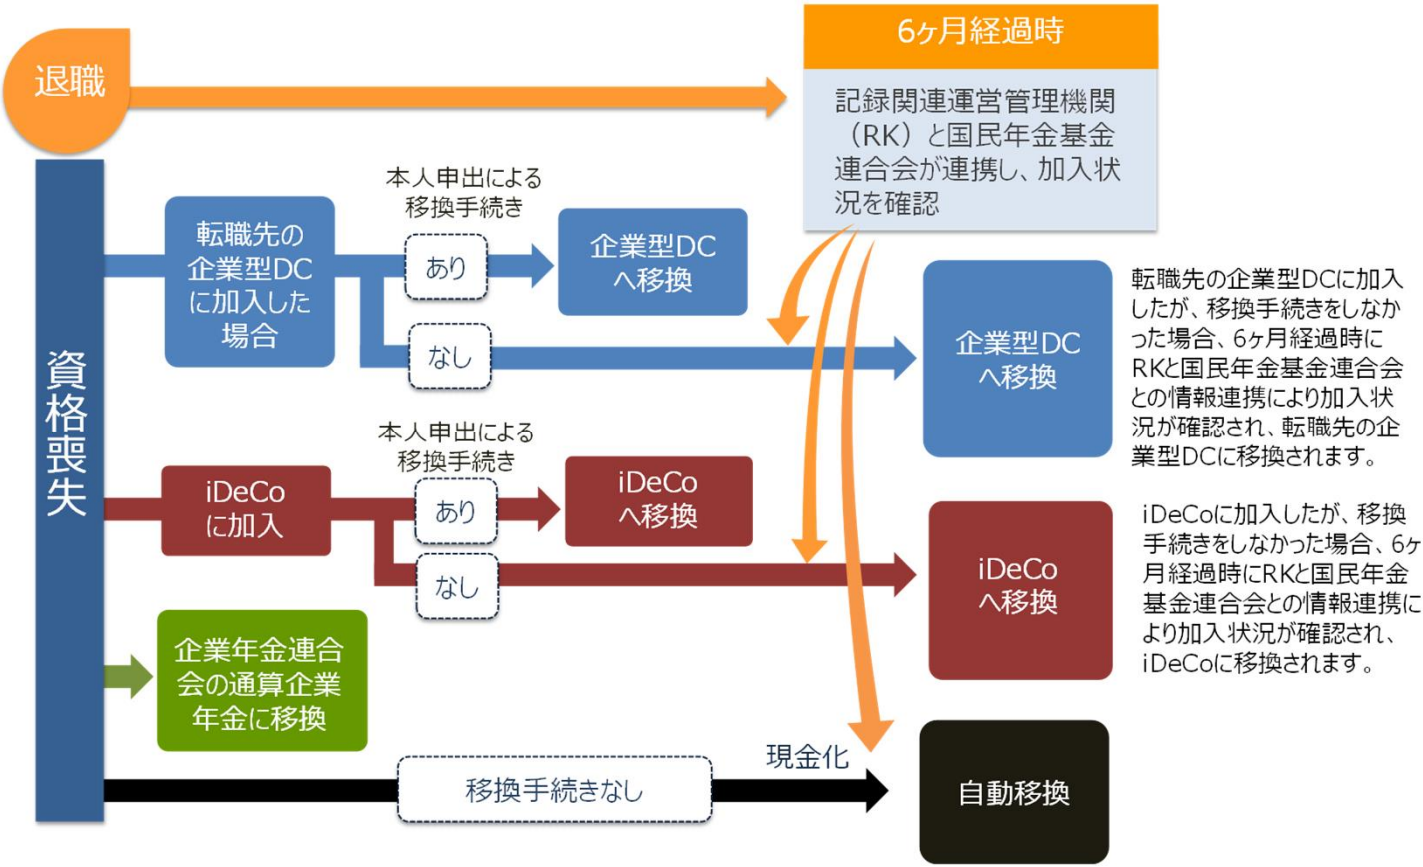 退職
6ヶ月経過時
記録関連運営管理機関
（RK）と国民年金基金
連合会が連携し、加入状
況を確認
資格喪失
転職先の
企業型DC
に加入した
場合
本人申出による
移換手続き
あり
企業型DC
へ移換
なし
企業型DC
へ移換
転職先の企業型DCに加入
したが、移換手続きをしなか
った場合、6ヶ月経過時に
RKと国民年金基金連合会
との情報連携により加入状
況が確認され、転職先の企
業型DCに移換されます。
iDeCo
に加入
本人申出による
移換手続き
あり
iDeCo
へ移換
なし
iDeCo
へ移換
iDeCoに加入したが、移換
手続きをしなかった場合、6ヶ
月経過時にRKと国民年金
基金連合会との情報連携に
より加入状況が確認され、
iDeCoに移換されます。
企業年金連合
会の通算企業
年金に移換
移換手続きなし
現金化
自動移換